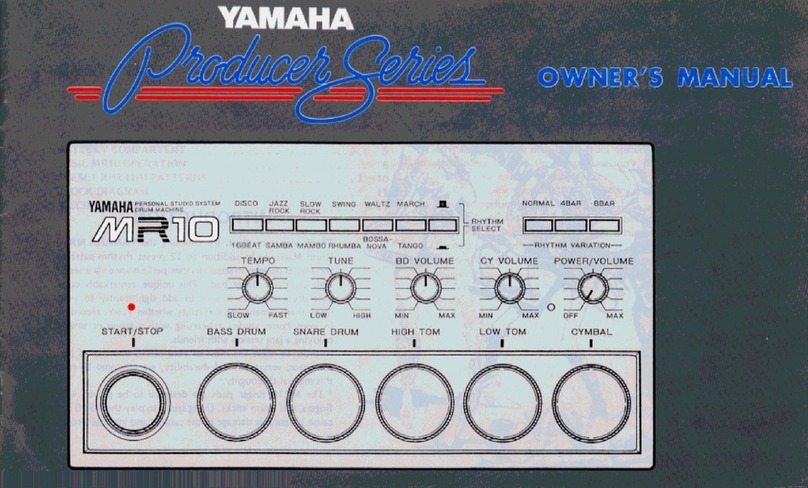 YAMAHA
Producer Series
OWNER'S MANUAL
YAMAHA PERSONAL STUDIO SYSTEM
DRUM MACHINE
MR10
DISCO JAZZ ROCK SLOW ROCK SWING WALTZ MARCH
16BEAT SAMBA MAMBO RHUMBA BOSSA-NOVA TANGO
RHYTHM SELECT
NORMAL 4BAR 8BAR
RHYTHM VARIATION
TEMPO TUNE BD VOLUME CY VOLUME POWER/VOLUME
SLOW FAST LOW HIGH MIN MAX MIN MAX OFF MAX
START/STOP BASS DRUM SNARE DRUM HIGH TOM LOW TOM CYMBAL